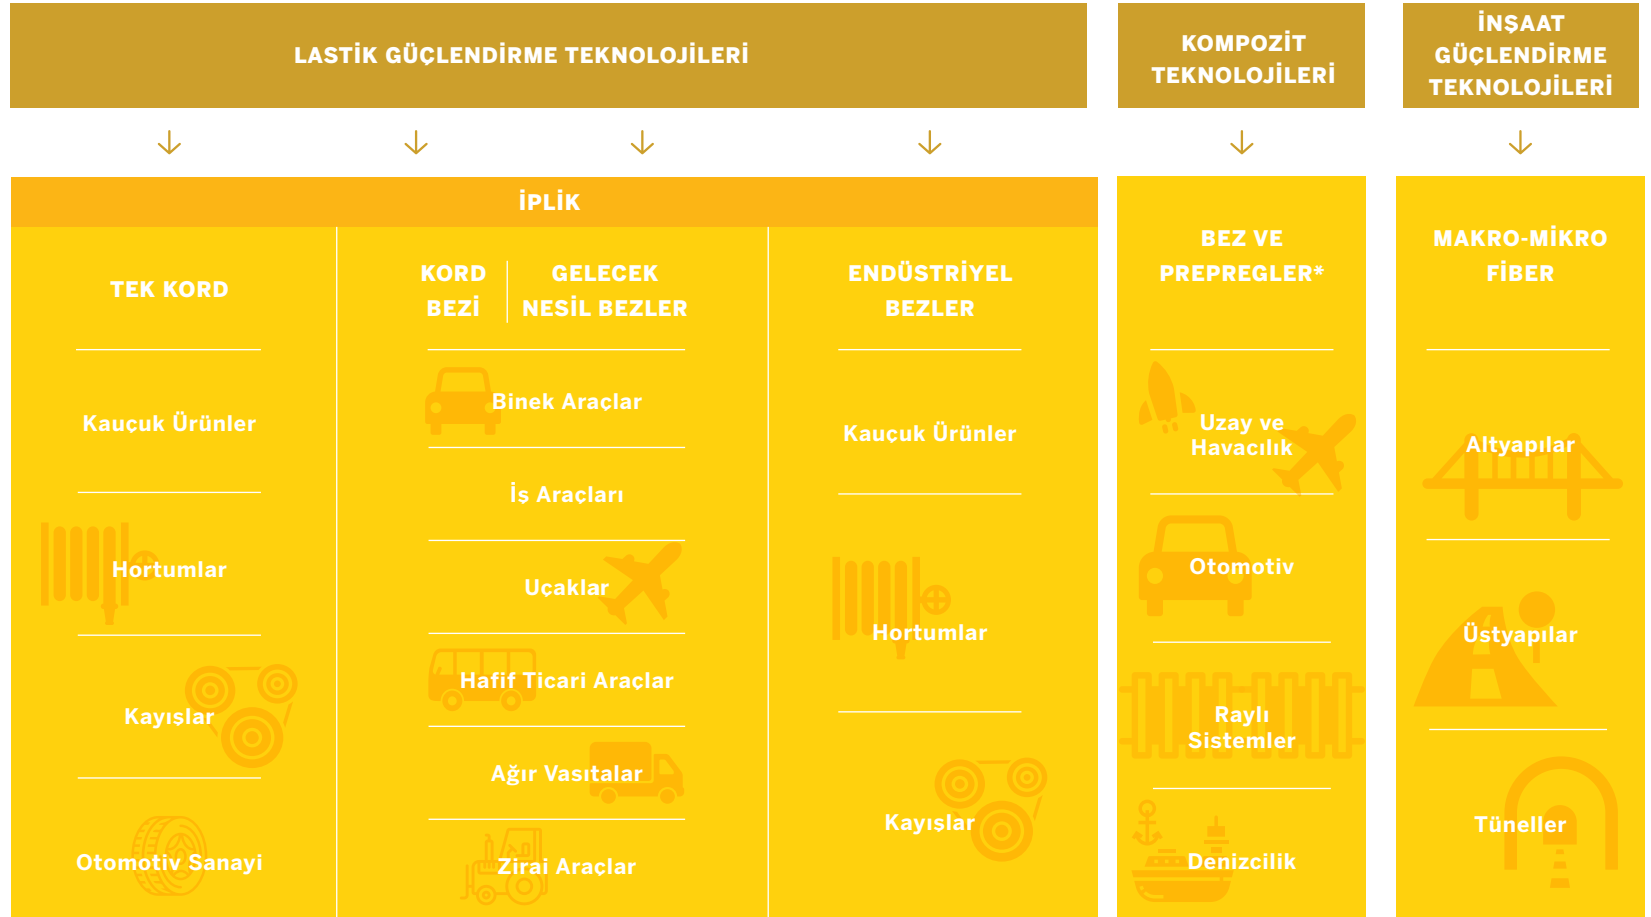 LASTİK GÜÇLENDİRME TEKNOLOJİLERİ
KOMPOZİT
TEKNOLOJİLERİ
İNŞAAT
GÜÇLENDİRME
TEKNOLOJİLERİ
İPLİK
TEK KORD
Kauçuk Ürünler
Hortumlar
Kayışlar
Otomotiv Sanayi
KORD
BEZİ
GELECEK
NESİL BEZLER
Binek Araçlar
İş Araçları
Uçaklar
Hafif Ticari Araçlar
Ağır Vasıtalar
Zirai Araçlar
ENDÜSTRİYEL
BEZLER
Kauçuk Ürünler
Hortumlar
Kayışlar
BEZ VE
PREPREGLER*
Uzay ve
Havacılık
Otomotiv
Raylı
Sistemler
Denizcilik
MAKRO-MİKRO
FİBER
Altyapılar
Üstyapılar
Tüneller